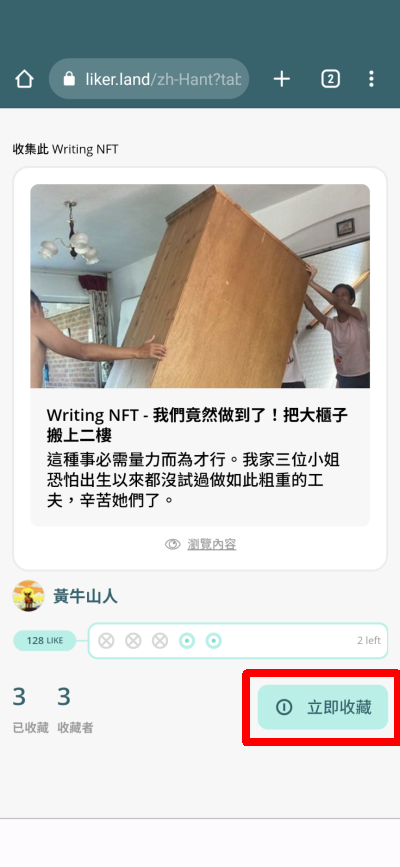 liker.land/zh-Hant?tab
2
收集此 Writing NFT
Writing NFT - 我們竟然做到了！把大櫃子
搬上二樓
這種事必需量力而為才行。我家三位小姐
恐怕出生以來都沒試過做如此粗重的工
夫，辛苦她們了。
瀏覽內容
黃牛山人
128 LIKE
2 left
3 3
已收藏 收藏者
立即收藏